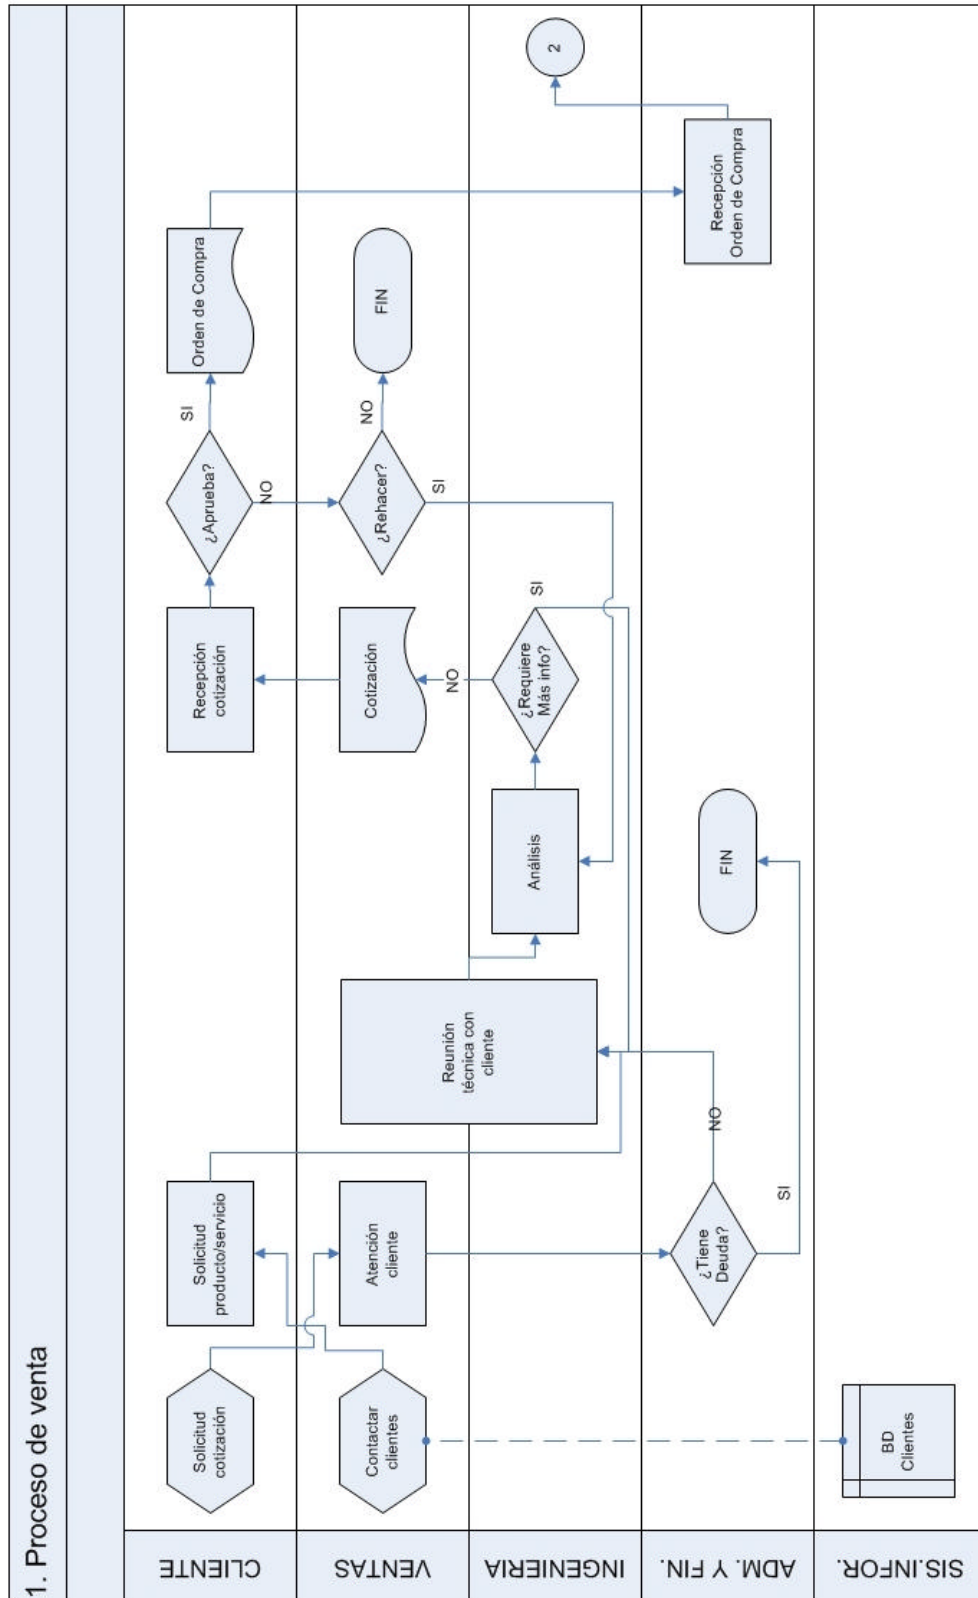 1. Proceso de venta
CLIENTE
Solicitud
cotización
Solicitud
producto/servicio
Recepción
cotización
¿Aprueba?
SI
NO
Orden de Compra
VENTAS
Contactar
clientes
Atención
cliente
Reunión
técnica con
cliente
Cotización
¿Rehacer?
NO
SI
FIN
INGENIERIA
Análisis
¿Requiere
Más info?
NO
SI
2
ADM. Y FIN.
¿Tiene
Deuda?
NO
SI
FIN
Recepción
Orden de Compra
SIS.INFOR.
BD
Clientes